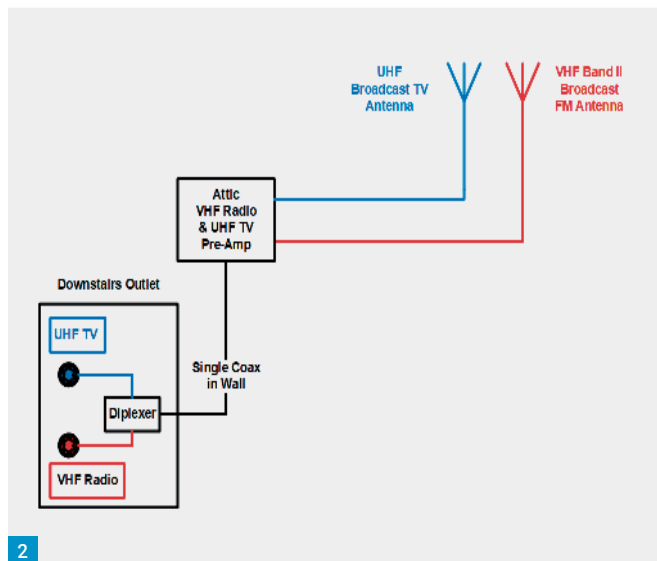 UHF
Broadcast TV
Antenna
VHF Band II
Broadcast
FM Antenna
Attic
VHF Radio
& UHF TV
Pre-Amp
Downstairs Outlet
UHF TV
Single Coax
in Wall
Diplexer
VHF Radio
2